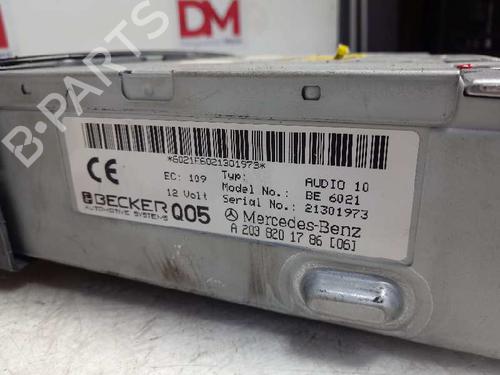 DM
B-PARTS
*6021F6021301973*
CE
EC: 109 Typ: AUDIO 10
12 Volt Model No.: BE 6021
Serial No.: 21301973
BECKER Q05 Mercedes-Benz
AUTOMOTIVE SYSTEMS
A 203 820 17 86 [06]